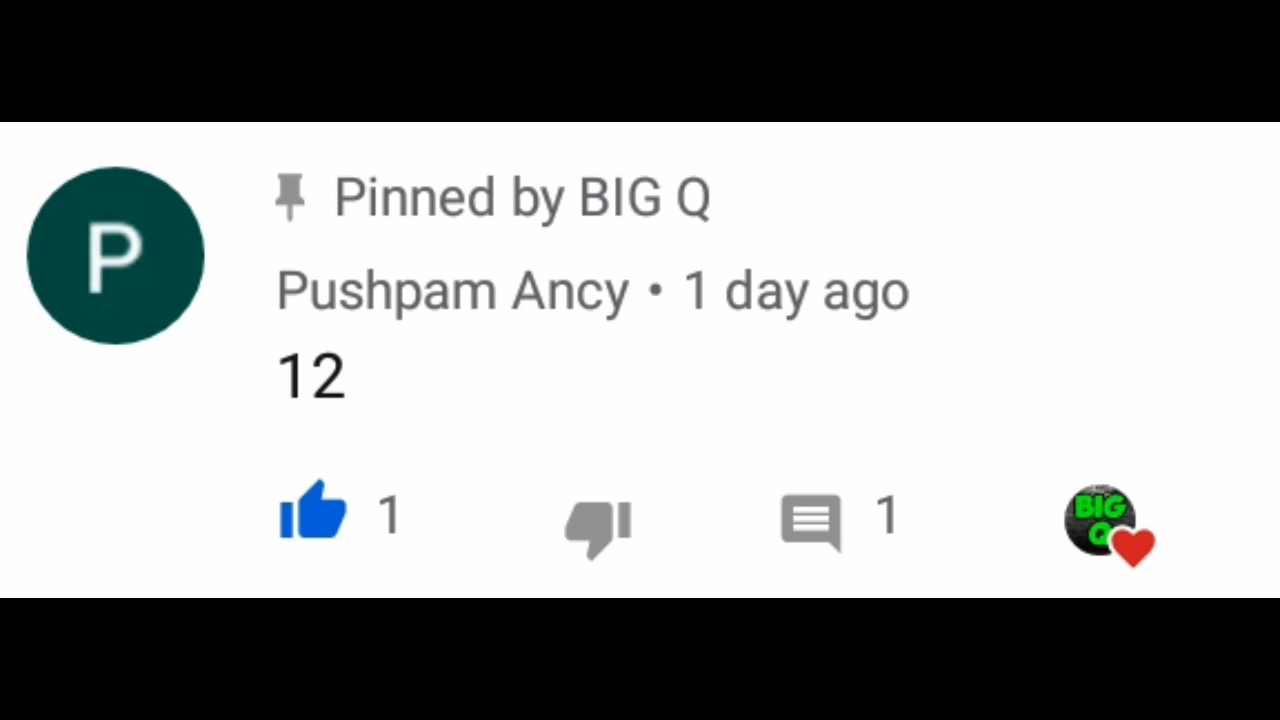 P
Pinned by BIG Q
Pushpam Ancy • 1 day ago
12
1
1
BIG
Q